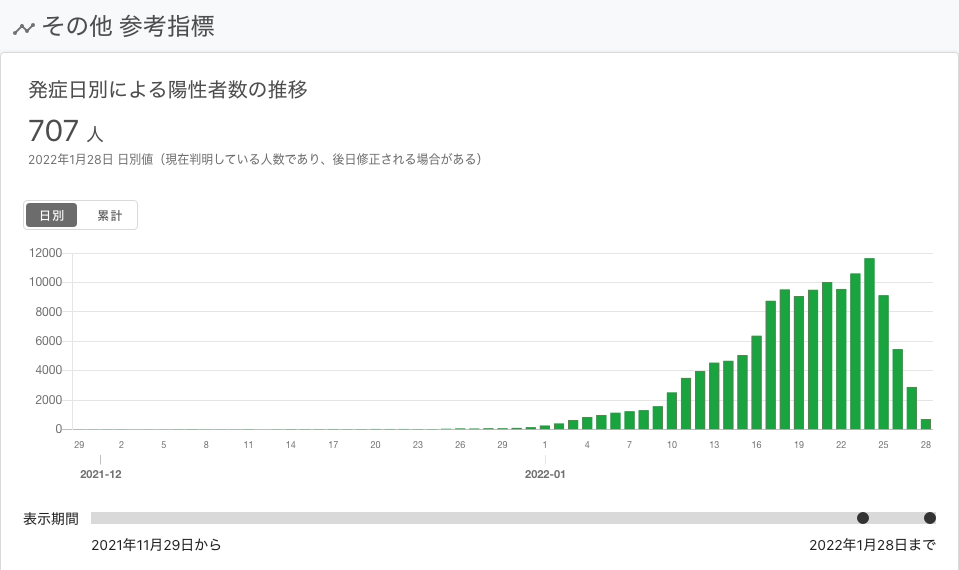 その他 参考指標
発症日別による陽性者数の推移
707 人
2022年1月28日 日別値（現在判明している人数であり、後日修正される場合がある）
日別 累計
12000
10000
8000
6000
4000
2000
0
29 2 5 8 11 14 17 20 23 26 29 1 4 7 10 13 16 19 22 25 28
2021-12 2022-01
表示期間
2021年11月29日から 2022年1月28日まで